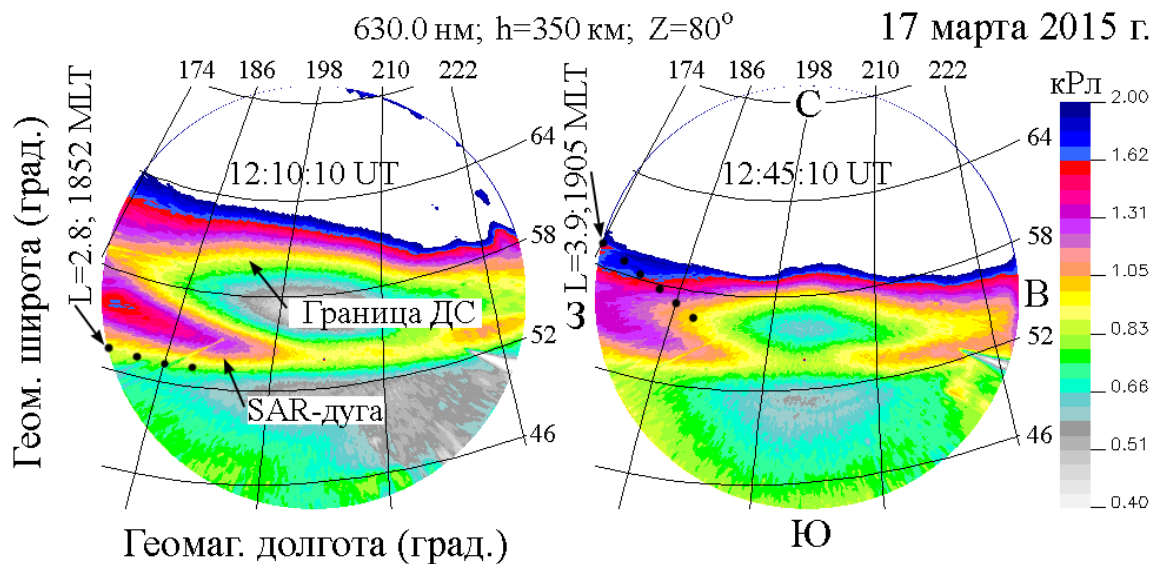 630.0 нм; h=350 км; Z=80°
17 марта 2015 г.
174 186 198 210 222
174 186 198 210 222
кРл
2.00
1.62
1.31
1.05
0.83
0.66
0.51
0.40
Геом. широта (град.)
L=2.8; 1852 MLT
12:10:10 UT
Граница ДС
SAR-дуга
64
58
52
46
L=3.9; 1905 MLT
С
12:45:10 UT
З
В
64
58
52
46
Геомаг. долгота (град.)
Ю